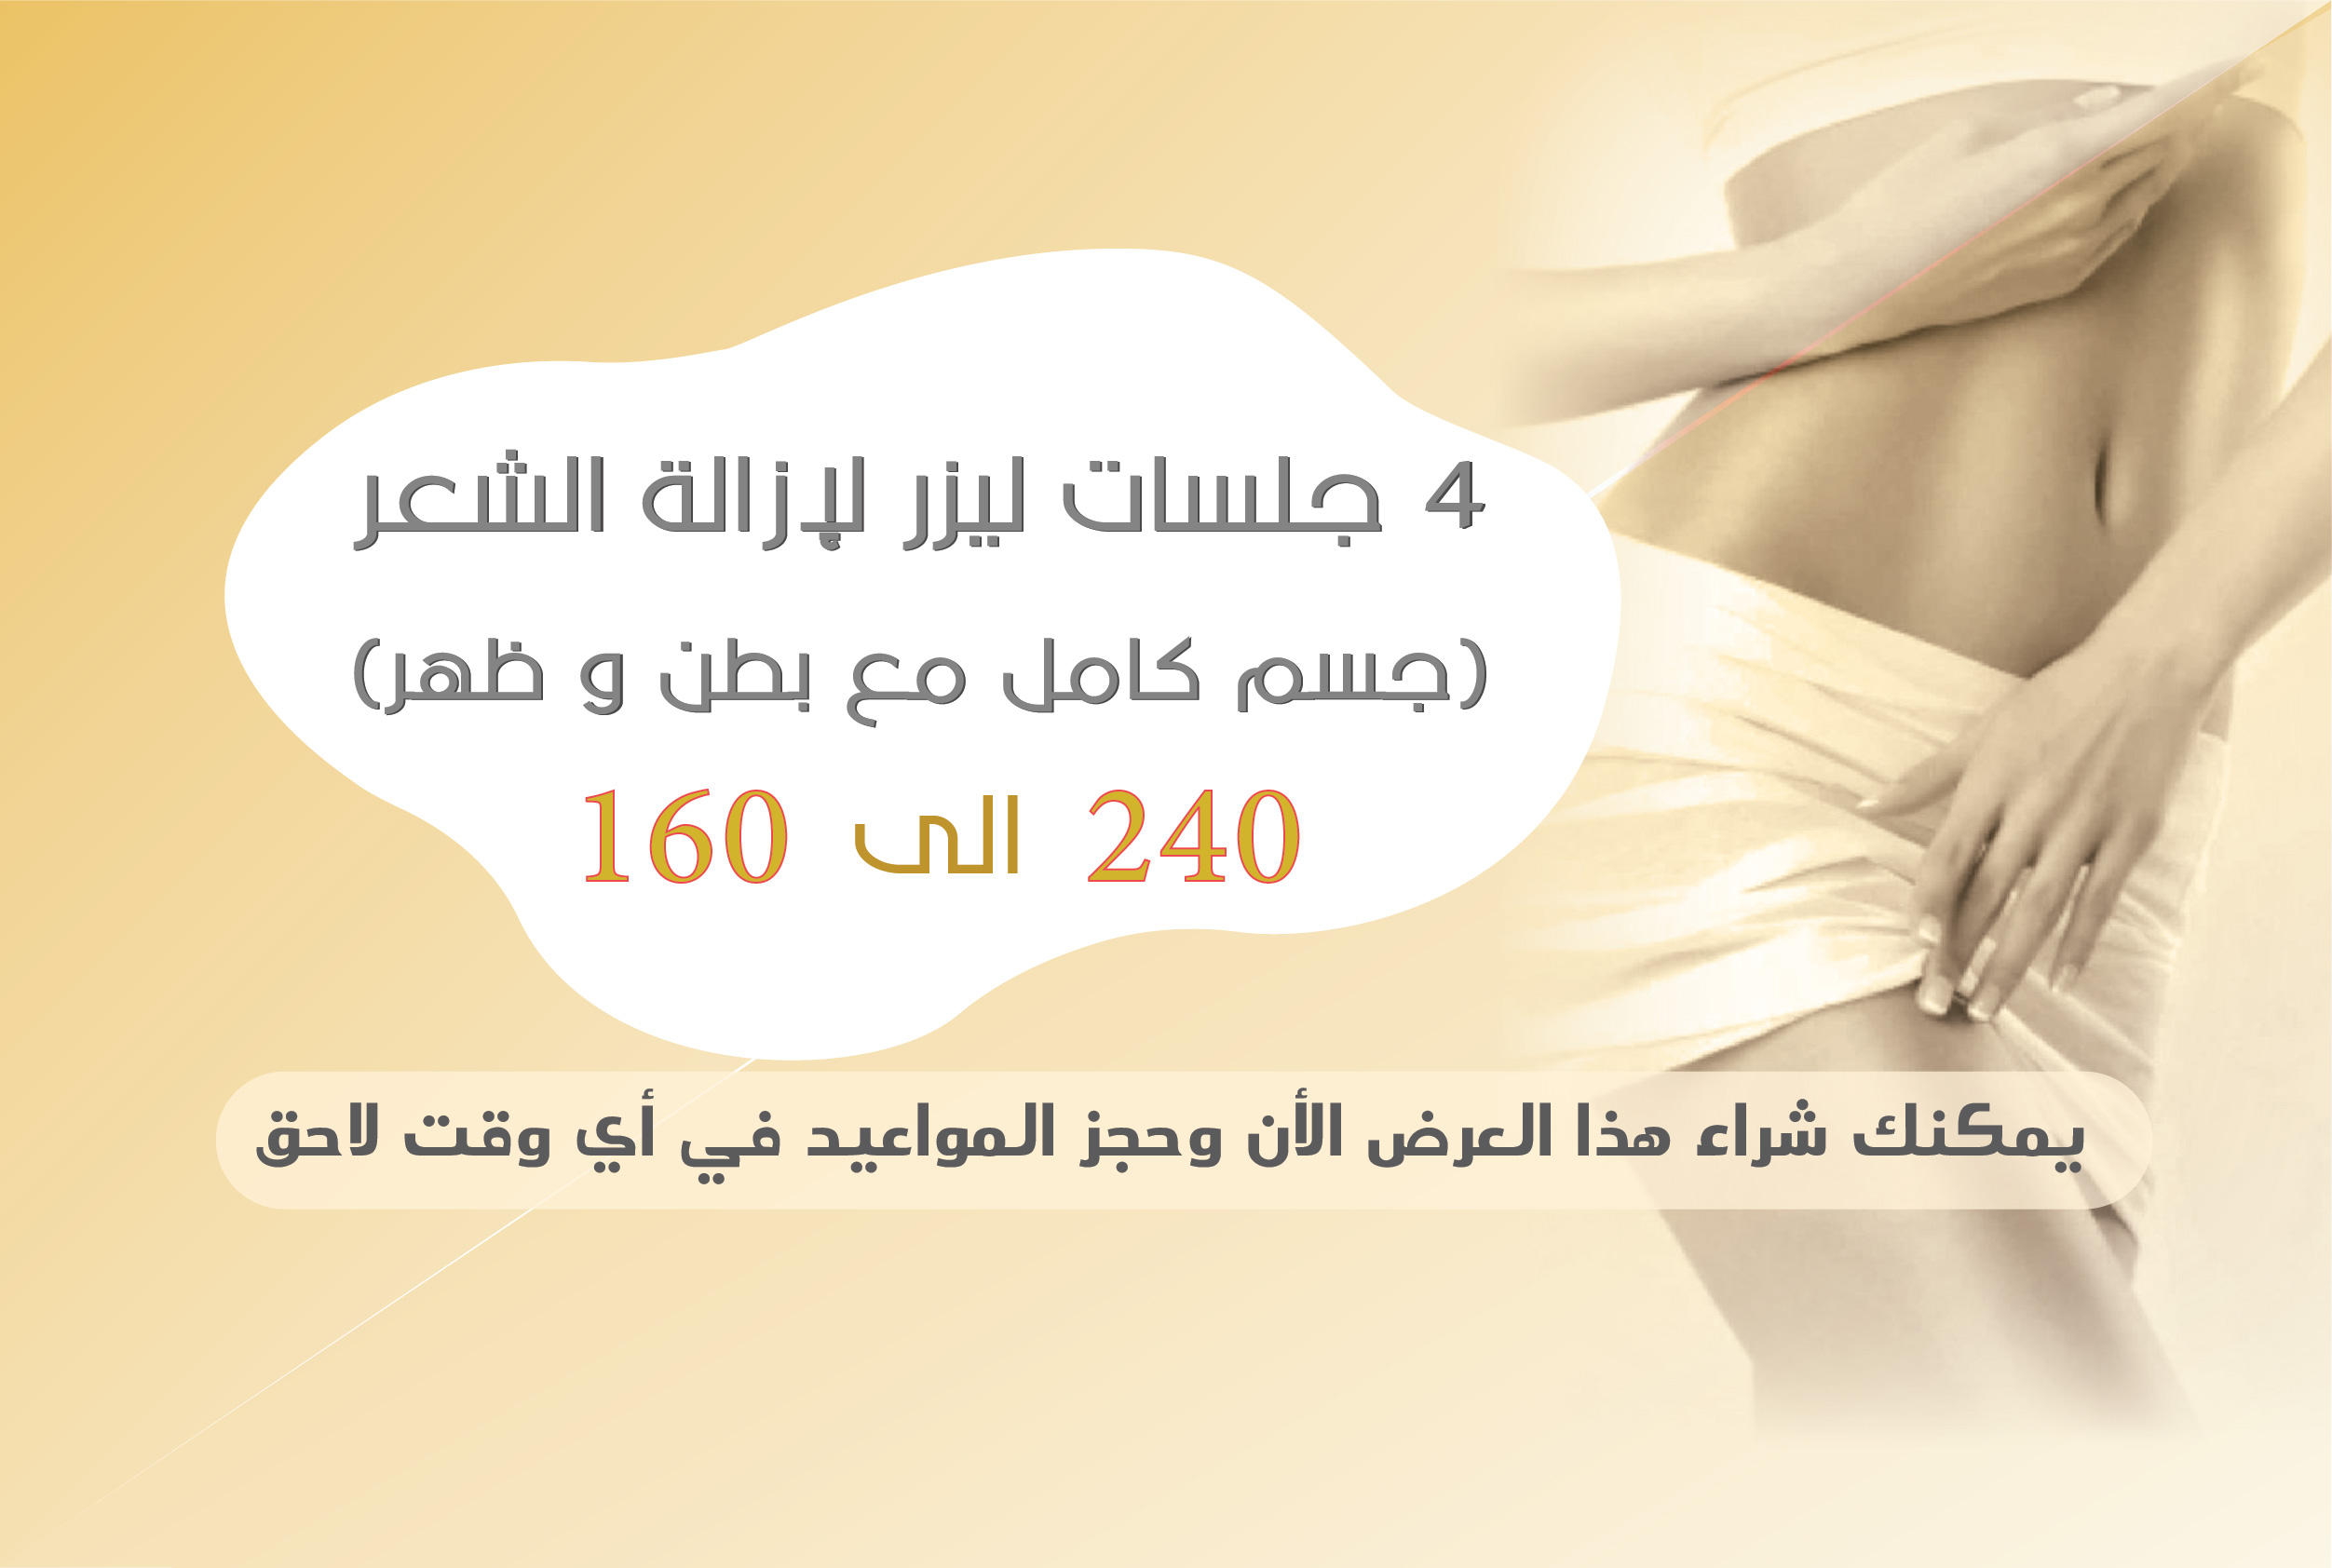 4 جلسات ليزر لإزالة الشعر
(جسم كامل مع بطن و ظهر)
240 الى 160
يمكنك شراء هذا العرض الأن وحجز المواعيد في أي وقت لاحق